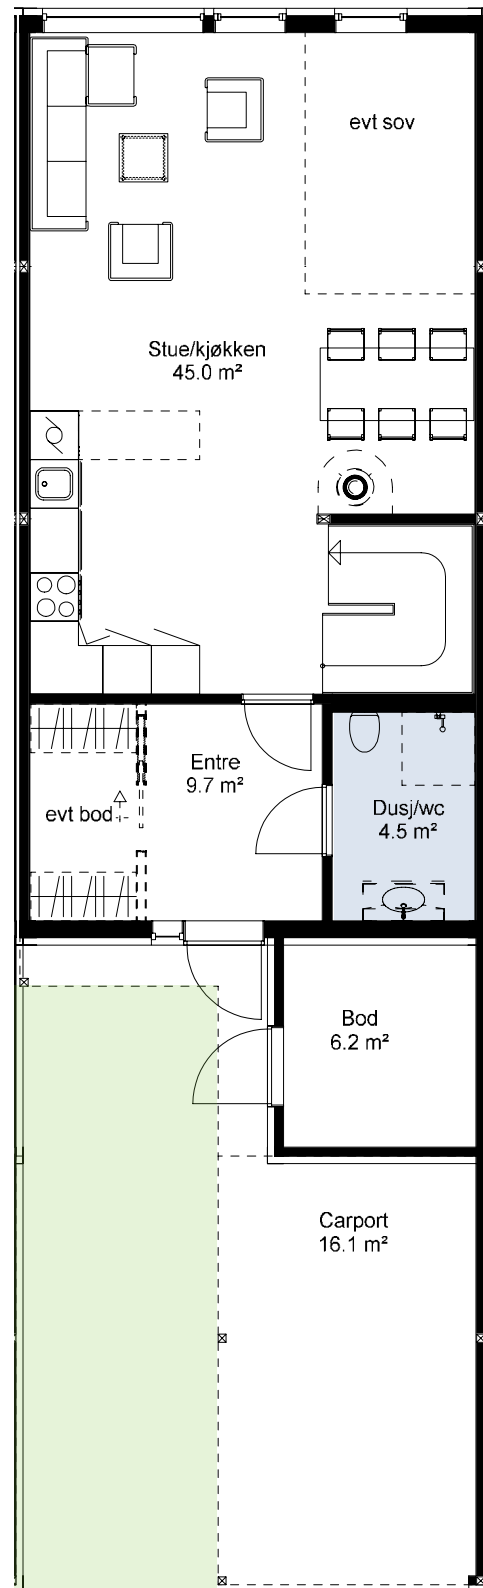 evt sov
Stue/kjøkken
45.0 m²
Entre
9.7 m²
evt bod
Dusj/wc
4.5 m²
Bod
6.2 m²
Carport
16.1 m²